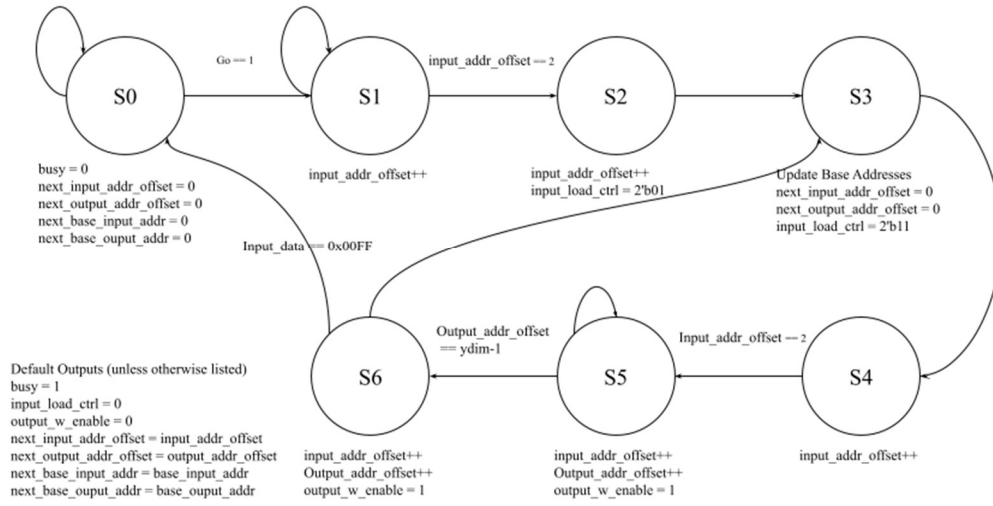 S0
Go == 1
S1
input_addr_offset == 2
S2
S3
busy = 0
next_input_addr_offset = 0
next_output_addr_offset = 0
next_base_input_addr = 0
next_base_ouput_addr = 0
input_addr_offset++
input_addr_offset++
input_load_ctrl = 2'b01
Update Base Addresses
next_input_addr_offset = 0
next_output_addr_offset = 0
input_load_ctrl = 2'b11
Input_data == 0x00FF
S6
Output_addr_offset
== ydim-1
S5
Input_addr_offset == 2
S4
Default Outputs (unless otherwise listed)
busy = 1
input_load_ctrl = 0
output_w_enable = 0
next_input_addr_offset = input_addr_offset
next_output_addr_offset = output_addr_offset
next_base_input_addr = base_input_addr
next_base_ouput_addr = base_ouput_addr
input_addr_offset++
Output_addr_offset++
output_w_enable = 1
input_addr_offset++
Output_addr_offset++
output_w_enable = 1
input_addr_offset++